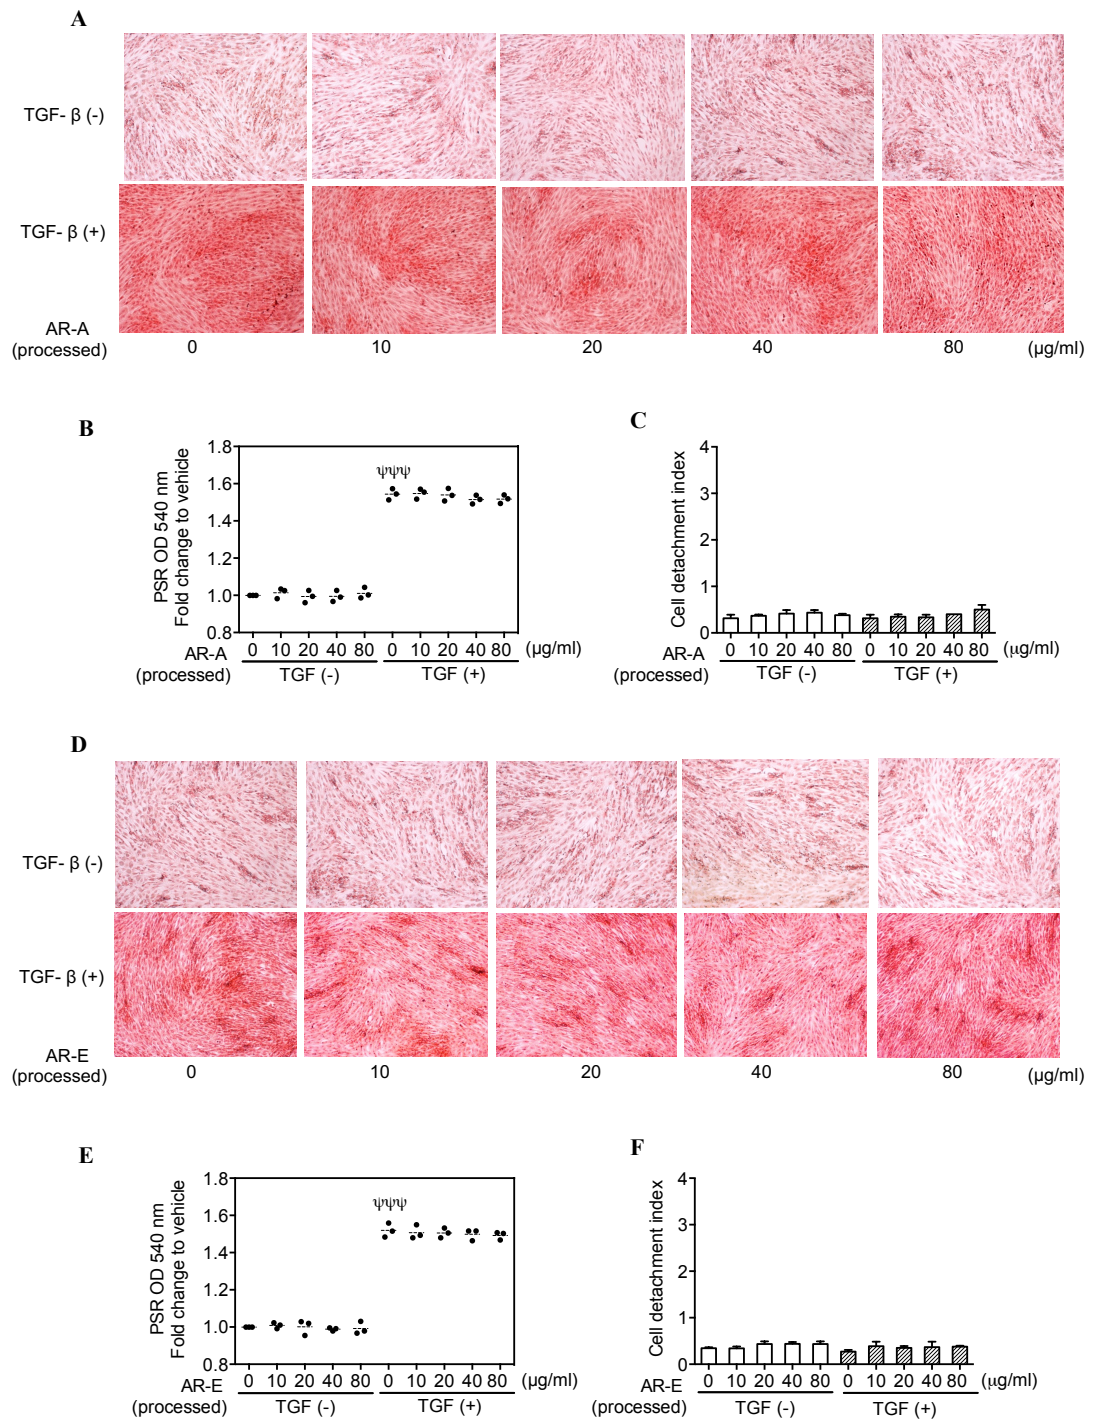 A
TGF- β (-)
TGF- β (+)
AR-A
(processed)
0 10 20 40 80 (μg/ml)
B
PSR OD 540 nm
Fold change to vehicle
1.8
1.6
1.4
1.2
1.0
0.8
ψψψ
0 10 20 40 80 0 10 20 40 80 (μg/ml)
AR-A
(processed)
TGF (-) TGF (+)
C
Cell detachment index
4
3
2
1
0
0 10 20 40 80 0 10 20 40 80 (μg/ml)
AR-A
(processed)
TGF (-) TGF (+)
D
TGF- β (-)
TGF- β (+)
AR-E
(processed)
0 10 20 40 80 (μg/ml)
E
PSR OD 540 nm
Fold change to vehicle
1.8
1.6
1.4
1.2
1.0
0.8
ψψψ
0 10 20 40 80 0 10 20 40 80 (μg/ml)
AR-E
(processed)
TGF (-) TGF (+)
F
Cell detachment index
4
3
2
1
0
0 10 20 40 80 0 10 20 40 80 (μg/ml)
AR-E
(processed)
TGF (-) TGF (+)